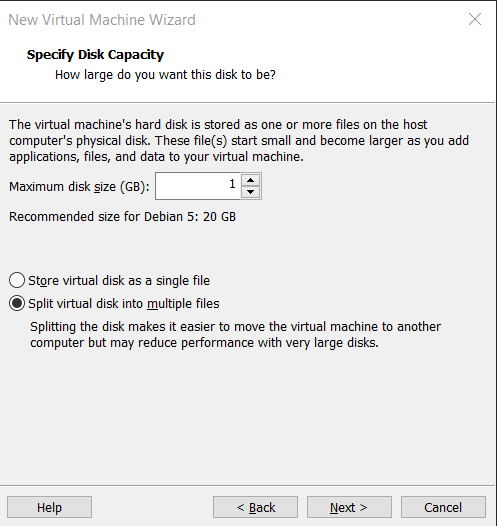 New Virtual Machine Wizard
Specify Disk Capacity
How large do you want this disk to be?
The virtual machine's hard disk is stored as one or more files on the host
computer's physical disk. These file(s) start small and become larger as you add
applications, files, and data to your virtual machine.
Maximum disk size (GB): 1
Recommended size for Debian 5: 20 GB
Store virtual disk as a single file
Split virtual disk into multiple files
Splitting the disk makes it easier to move the virtual machine to another
computer but may reduce performance with very large disks.
Help < Back Next > Cancel